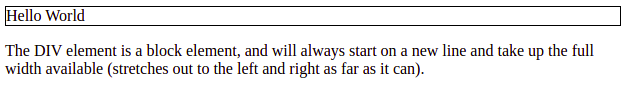 Hello World
The DIV element is a block element, and will always start on a new line and take up the full
width available (stretches out to the left and right as far as it can).